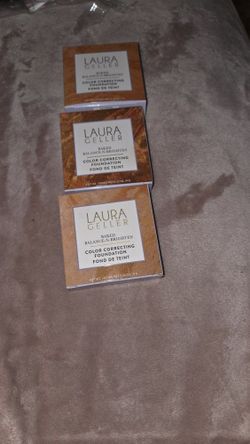 LAURA
GELLER
BAKED
BALANCE-N-BRIGHTEN
COLOR CORRECTING
FOUNDATION
FOND DE TEINT
LAURA
GELLER
BAKED
BALANCE-N-BRIGHTEN
COLOR CORRECTING
FOUNDATION
FOND DE TEINT
LAURA
GELLER
BAKED
BALANCE-N-BRIGHTEN
COLOR CORRECTING
FOUNDATION
FOND DE TEINT